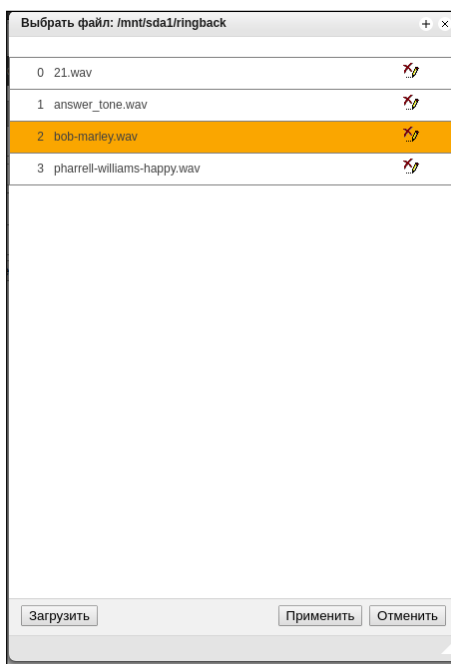 Выбрать файл: /mnt/sda1/ringback
0 21.wav
1 answer_tone.wav
2 bob-marley.wav
3 pharrell-williams-happy.wav
Загрузить Применить Отменить